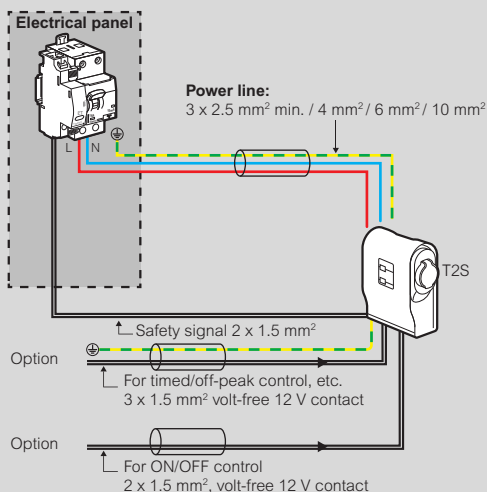 Electrical panel
Power line:
3 x 2.5 mm² min. / 4 mm² / 6 mm² / 10 mm²
L N
T2S
Safety signal 2 x 1.5 mm²
Option
For timed/off-peak control, etc.
3 x 1.5 mm² volt-free 12 V contact
Option
For ON/OFF control
2 x 1.5 mm², volt-free 12 V contact